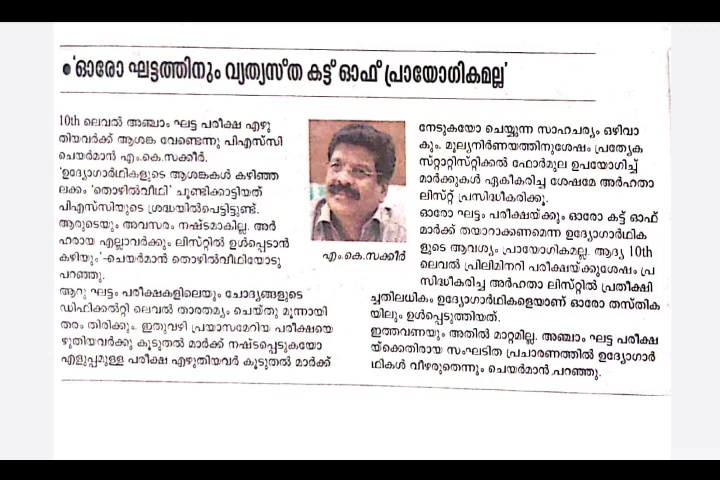 'ഓരോ ഘട്ടത്തിനും വ്യത്യസ്ത കട്ട് ഓഫ് പ്രായോഗികമല്ല'
10th ലെവൽ അഞ്ചാം ഘട്ട പരീക്ഷ എഴു
തിയവർക്ക് ആശങ്ക വേണ്ടെന്നു പിഎസ്‌സി
ചെയർമാൻ എം.കെ.സക്കീർ.
'ഉദ്യോഗാർഥികളുടെ ആശങ്കകൾ കഴിഞ്ഞ
ലക്കം 'തൊഴിൽവീഥി' ചൂണ്ടിക്കാട്ടിയത്
പിഎസ്‌സിയുടെ ശ്രദ്ധയിൽപെട്ടിട്ടുണ്ട്.
ആരുടെയും അവസരം നഷ്ടമാകില്ല. അർ
ഹരായ എല്ലാവർക്കും ലിസ്റ്റിൽ ഉൾപ്പെടാൻ
കഴിയും'-ചെയർമാൻ തൊഴിൽവീഥിയോടു
പറഞ്ഞു.
ആറു ഘട്ടം പരീക്ഷകളിലെയും ചോദ്യങ്ങളുടെ
ഡിഫിക്കൽറ്റി ലെവൽ താരതമ്യം ചെയ്തു മൂന്നായി
തരം തിരിക്കും. ഇതുവഴി പ്രയാസമേറിയ പരീക്ഷയെ
ഴുതിയവർക്കു കൂടുതൽ മാർക്ക് നഷ്ടപ്പെടുകയോ
എളുപ്പമുള്ള പരീക്ഷ എഴുതിയവർ കൂടുതൽ മാർക്ക്
എം.കെ.സക്കീർ
നേടുകയോ ചെയ്യുന്ന സാഹചര്യം ഒഴിവാ
കും. മൂല്യനിർണയത്തിനുശേഷം പ്രത്യേക
സ്റ്റാറ്റിസ്റ്റിക്കൽ ഫോർമുല ഉപയോഗിച്ച്
മാർക്കുകൾ ഏകീകരിച്ച ശേഷമേ അർഹതാ
ലിസ്റ്റ് പ്രസിദ്ധീകരിക്കൂ.
ഓരോ ഘട്ടം പരീക്ഷയ്ക്കും ഓരോ കട്ട് ഓഫ്
മാർക്ക് തയാറാക്കണമെന്ന ഉദ്യോഗാർഥിക
ളുടെ ആവശ്യം പ്രായോഗികമല്ല. ആദ്യ 10th
ലെവൽ പ്രിലിമിനറി പരീക്ഷയ്ക്കുശേഷം പ്ര
സിദ്ധീകരിച്ച അർഹതാ ലിസ്റ്റിൽ പ്രതീക്ഷി
ച്ചതിലധികം ഉദ്യോഗാർഥികളെയാണ് ഓരോ തസ്തിക
യിലും ഉൾപ്പെടുത്തിയത്.
ഇത്തവണയും അതിൽ മാറ്റമില്ല. അഞ്ചാം ഘട്ട പരീക്ഷ
യ്ക്കെതിരായ സംഘടിത പ്രചാരണത്തിൽ ഉദ്യോഗാർ
ഥികൾ വീഴരുതെന്നും ചെയർമാൻ പറഞ്ഞു.